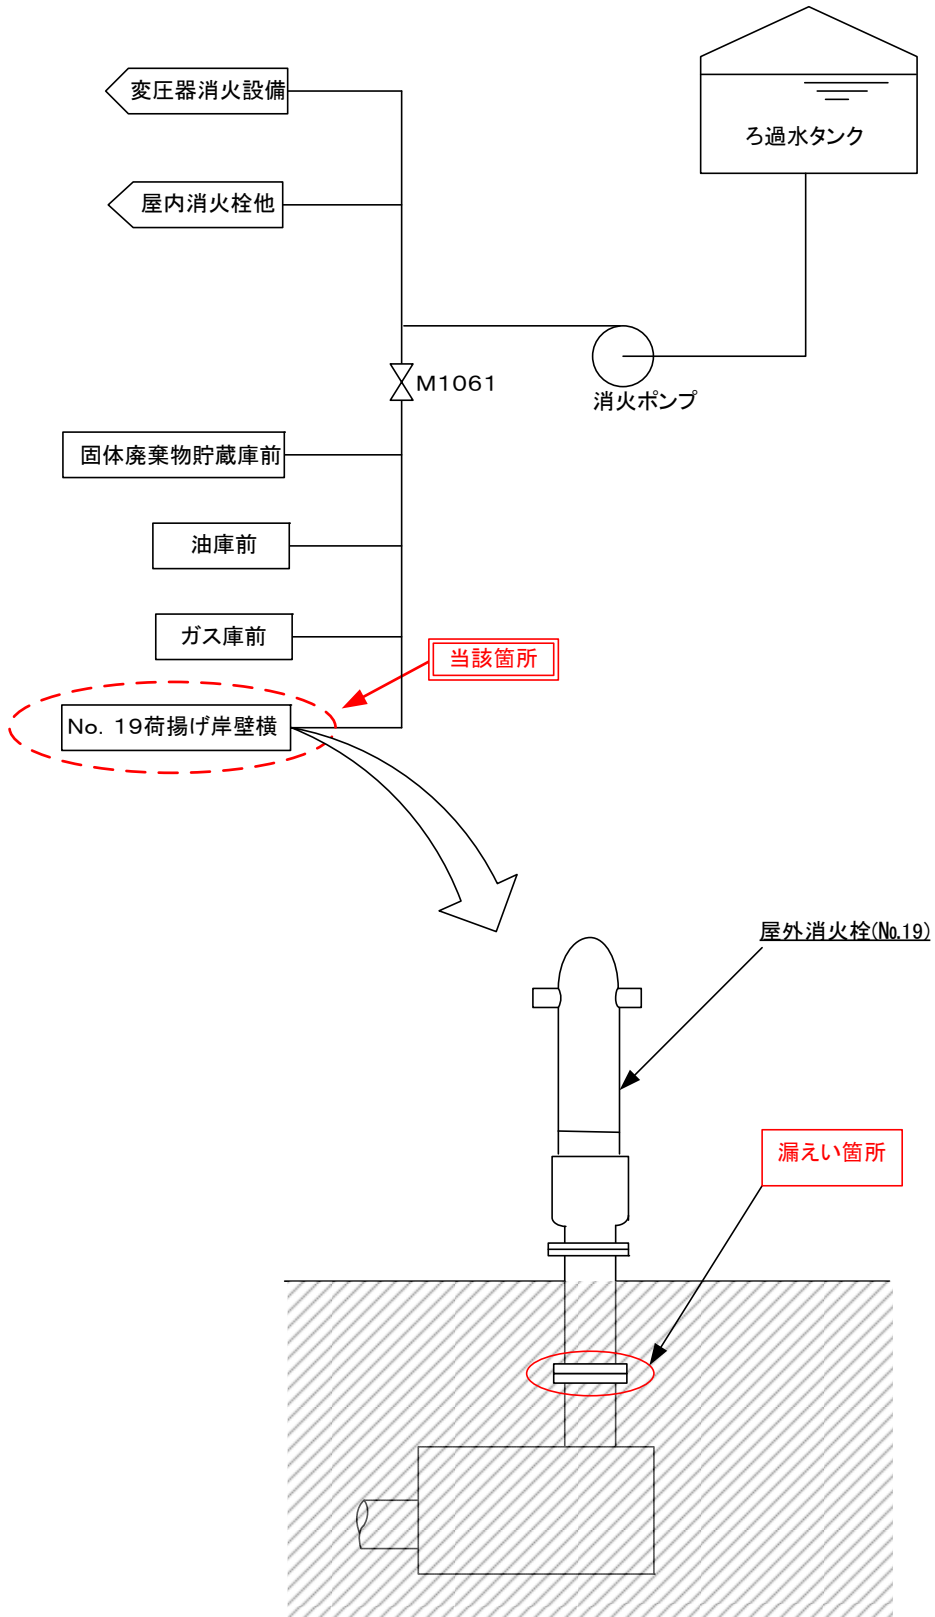 変圧器消火設備
ろ過水タンク
屋内消火栓他
M1061
消火ポンプ
固体廃棄物貯蔵庫前
油庫前
ガス庫前
当該箇所
No. 19荷揚げ岸壁横
屋外消火栓(No.19)
漏えい箇所